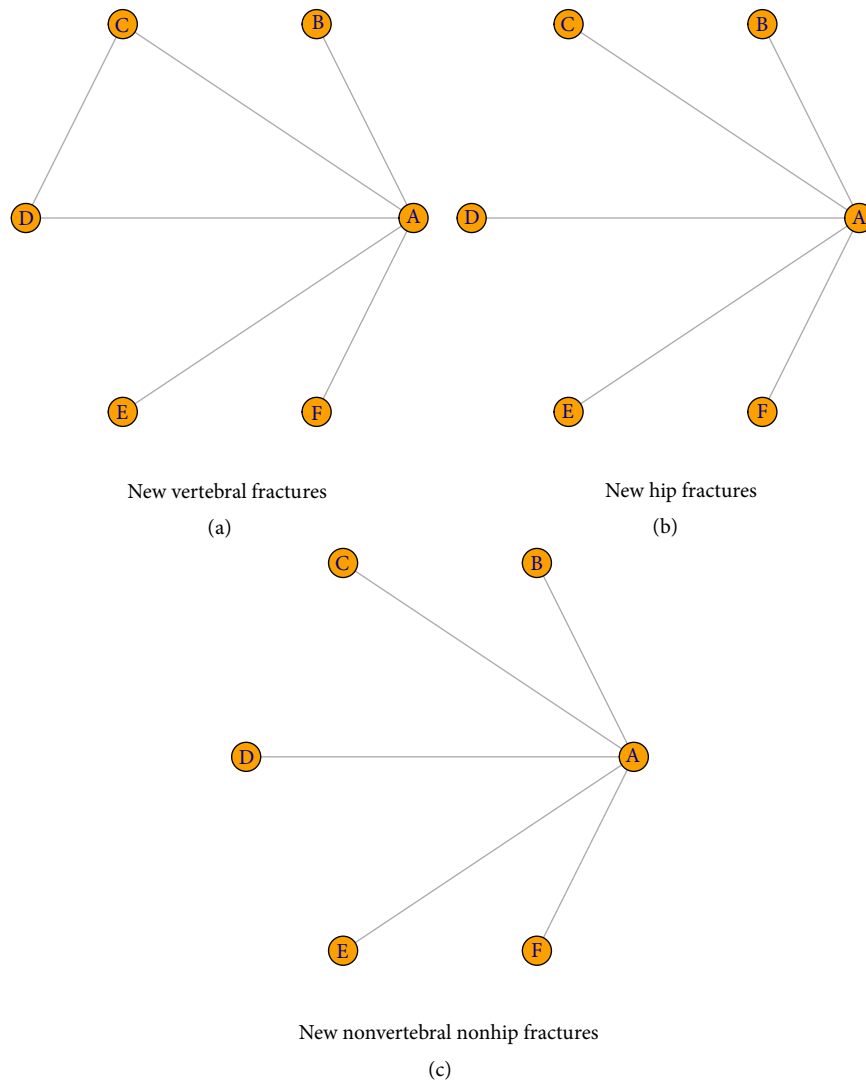 C B
D A
E F
New vertebral fractures
(a)
C B
D A
E F
New hip fractures
(b)
C B
D A
E F
New nonvertebral nonhip fractures
(c)